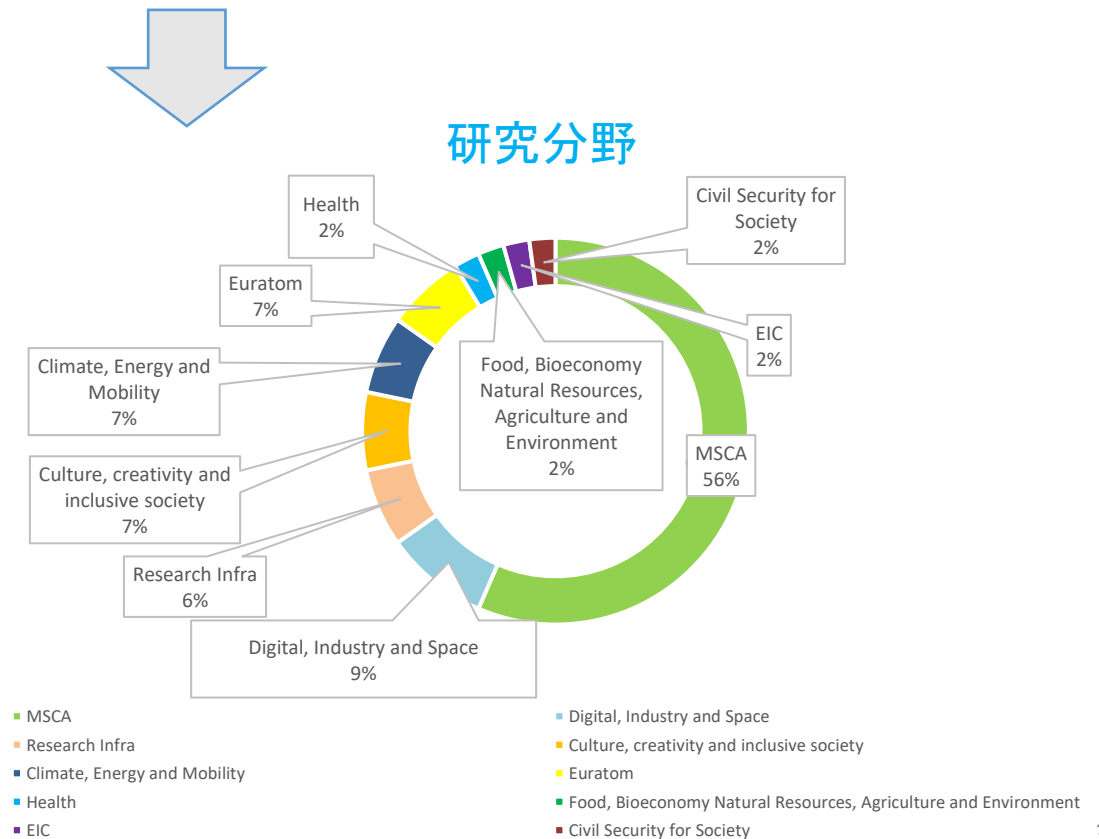 研究分野
Health
2%
Civil Security for
Society
2%
Euratom
7%
EIC
2%
Climate, Energy and
Mobility
7%
Food, Bioeconomy
Natural Resources,
Agriculture and
Environment
2%
MSCA
56%
Culture, creativity and
inclusive society
7%
Research Infra
6%
Digital, Industry and Space
9%
MSCA
Digital, Industry and Space
Research Infra
Culture, creativity and inclusive society
Climate, Energy and Mobility
Euratom
Health
Food, Bioeconomy Natural Resources, Agriculture and Environment
EIC
Civil Security for Society